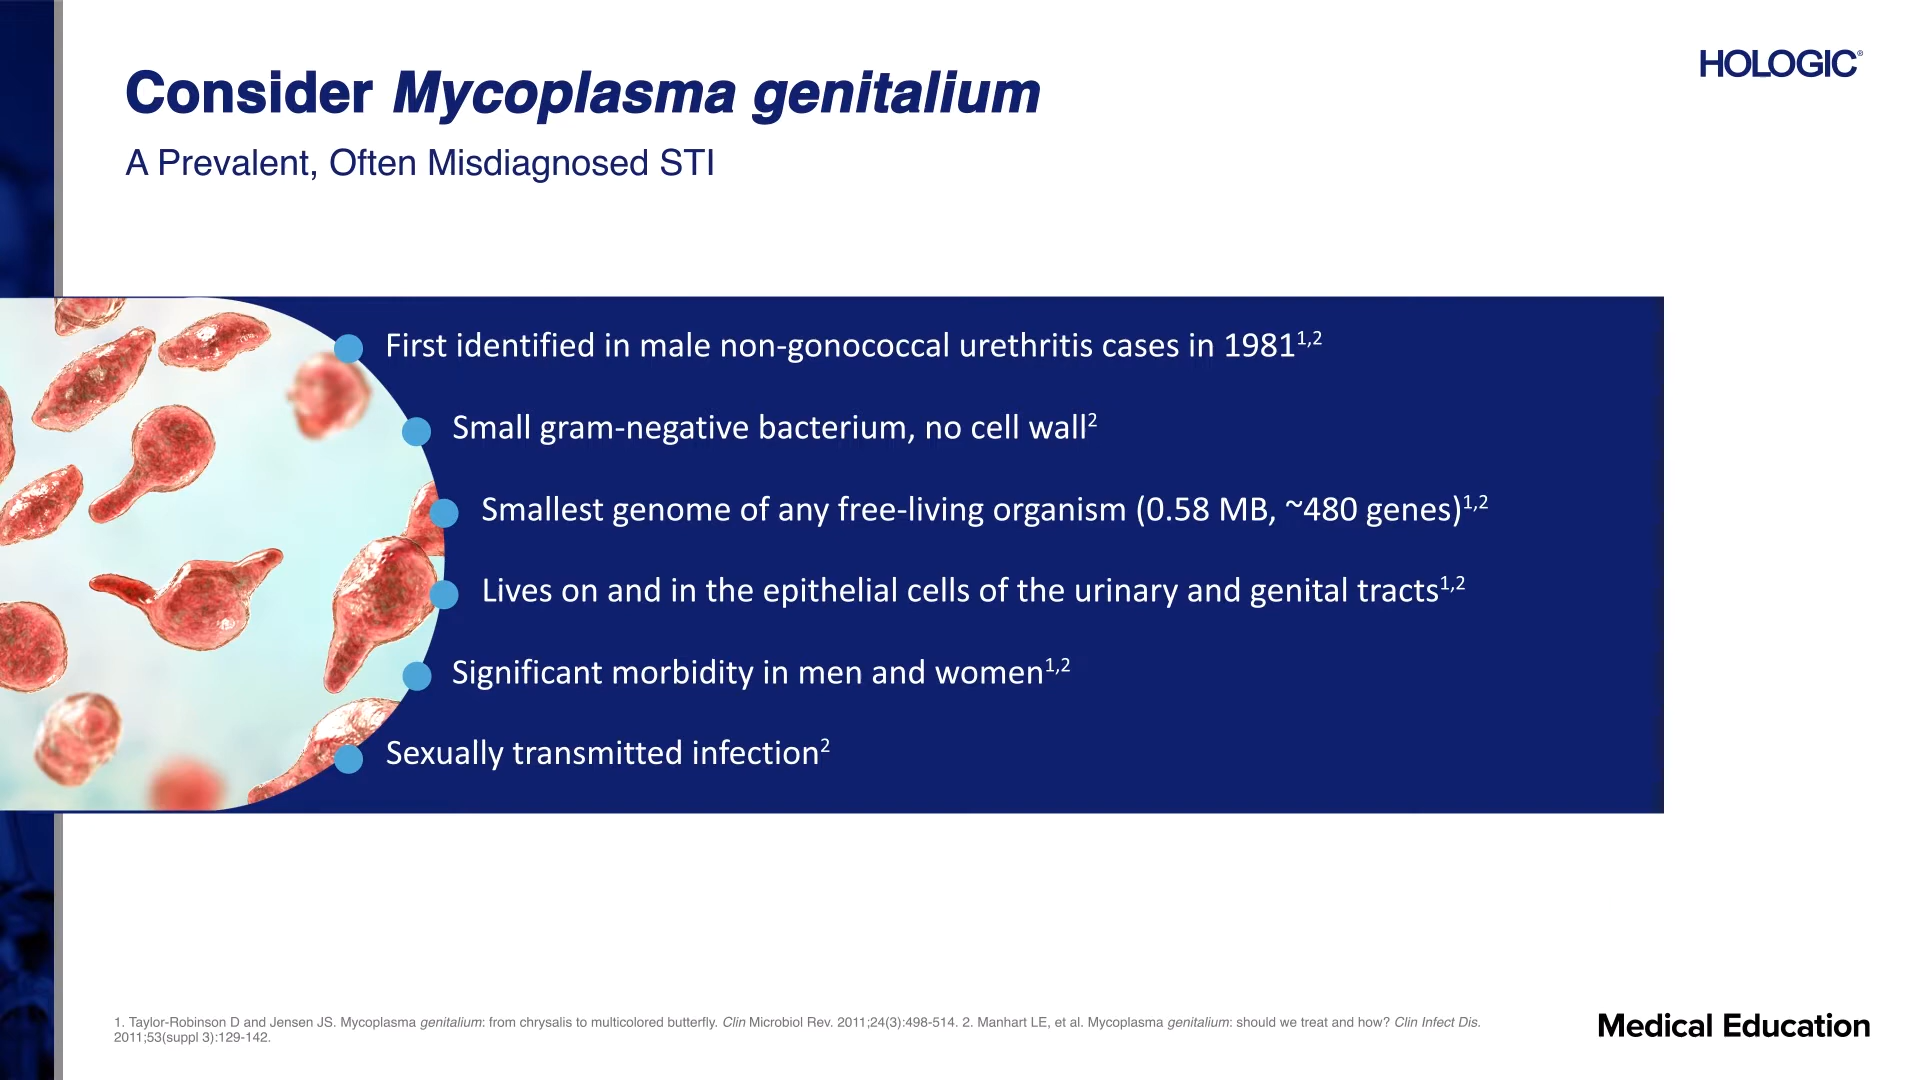 HOLOGIC®
Consider Mycoplasma genitalium
A Prevalent, Often Misdiagnosed STI
First identified in male non-gonococcal urethritis cases in 1981¹,²
Small gram-negative bacterium, no cell wall²
Smallest genome of any free-living organism (0.58 MB, ~480 genes)¹,²
Lives on and in the epithelial cells of the urinary and genital tracts¹,²
Significant morbidity in men and women¹,²
Sexually transmitted infection²
1. Taylor-Robinson D and Jensen JS. Mycoplasma genitalium: from chrysalis to multicolored butterfly. Clin Microbiol Rev. 2011;24(3):498-514. 2. Manhart LE, et al. Mycoplasma genitalium: should we treat and how? Clin Infect Dis.
2011;53(suppl 3):129-142.
Medical Education